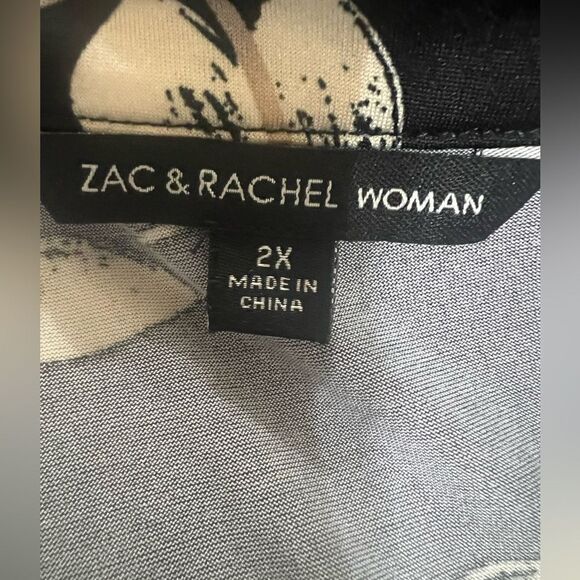 ZAC & RACHEL WOMAN
2X
MADE IN
CHINA